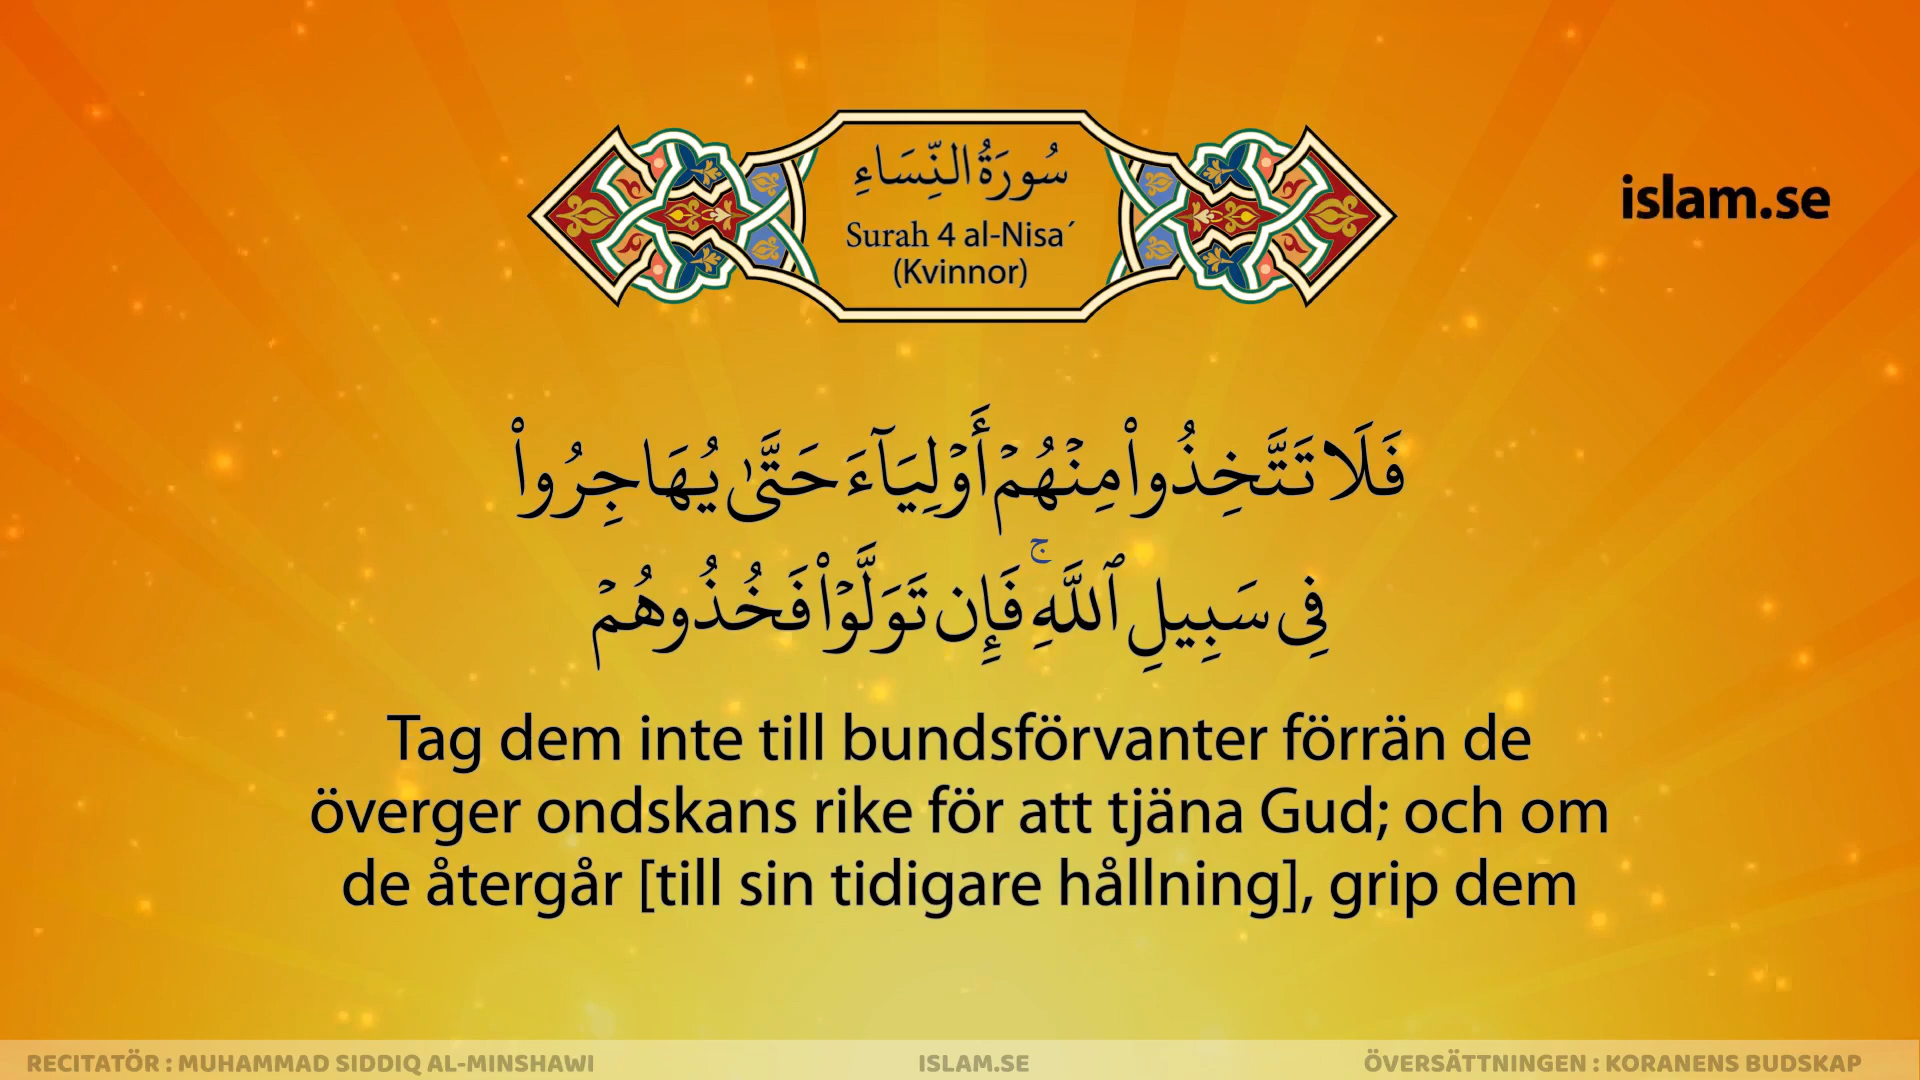 سُورَةُ النِّسَاءِ
Surah 4 al-Nisa´
(Kvinnor)
islam.se
فَلَا تَتَّخِذُوا۟ مِنْهُمْ أَوْلِيَآءَ حَتَّىٰ يُهَاجِرُوا۟
فِى سَبِيلِ ٱللَّهِ ۚ فَإِن تَوَلَّوْا۟ فَخُذُوهُمْ
Tag dem inte till bundsförvanter förrän de
överger ondskans rike för att tjäna Gud; och om
de återgår [till sin tidigare hållning], grip dem
RECITATÖR : MUHAMMAD SIDDIQ AL-MINSHAWI
ISLAM.SE
ÖVERSÄTTNINGEN : KORANENS BUDSKAP